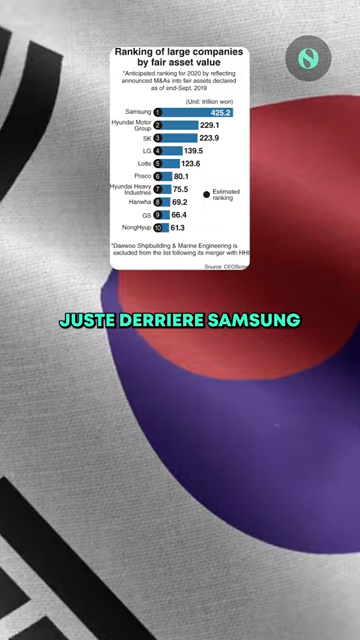 Ranking of large companies
by fair asset value
*Anticipated ranking for 2020 by reflecting
announced M&As into fair assets declared
as of end-Sept. 2019
(Unit: trillion won)
Samsung 1 425.2
Hyundai Motor
Group 2 229.1
SK 3 223.9
LG 4 139.5
Lotte 5 123.6
Posco 6 80.1
Hyundai Heavy
Industries 7 75.5
Estimated
ranking
Hanwha 8 69.2
GS 9 66.4
NongHyup 10 61.3
*Daewoo Shipbuilding & Marine Engineering is
excluded from the list following its merger with HHI
Source: CEOScore
JUSTE DERRIERE SAMSUNG